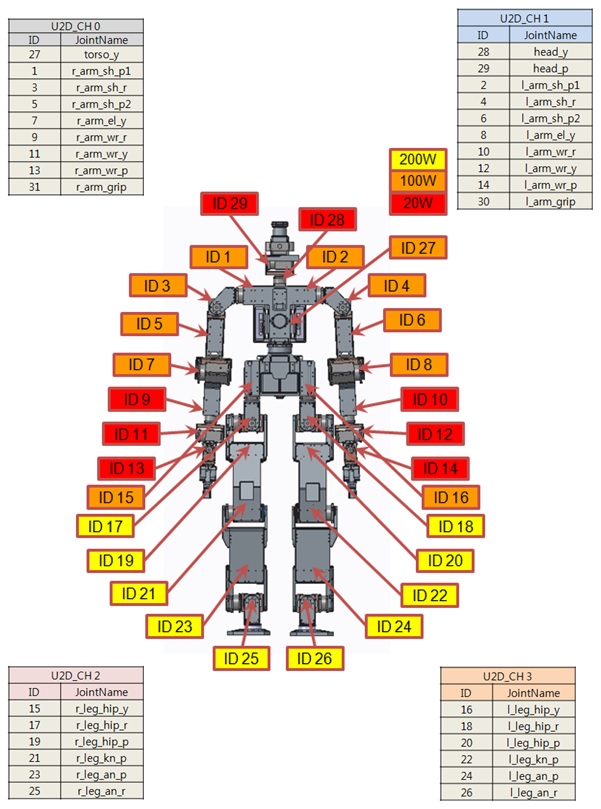 U2D_CH 0
ID JointName
27 torso_y
1 r_arm_sh_p1
3 r_arm_sh_r
5 r_arm_sh_p2
7 r_arm_el_y
9 r_arm_wr_r
11 r_arm_wr_y
13 r_arm_wr_p
31 r_arm_grip
U2D_CH 1
ID JointName
28 head_y
29 head_p
2 l_arm_sh_p1
4 l_arm_sh_r
6 l_arm_sh_p2
8 l_arm_el_y
10 l_arm_wr_r
12 l_arm_wr_y
14 l_arm_wr_p
30 l_arm_grip
200W
100W
20W
ID 29
ID 28
ID 27
ID 1
ID 2
ID 3
ID 4
ID 5
ID 6
ID 7
ID 8
ID 9
ID 10
ID 11
ID 12
ID 13
ID 14
ID 15
ID 16
ID 17
ID 18
ID 19
ID 20
ID 21
ID 22
ID 23
ID 24
ID 25
ID 26
U2D_CH 2
ID JointName
15 r_leg_hip_y
17 r_leg_hip_r
19 r_leg_hip_p
21 r_leg_kn_p
23 r_leg_an_p
25 r_leg_an_r
U2D_CH 3
ID JointName
16 l_leg_hip_y
18 l_leg_hip_r
20 l_leg_hip_p
22 l_leg_kn_p
24 l_leg_an_p
26 l_leg_an_r